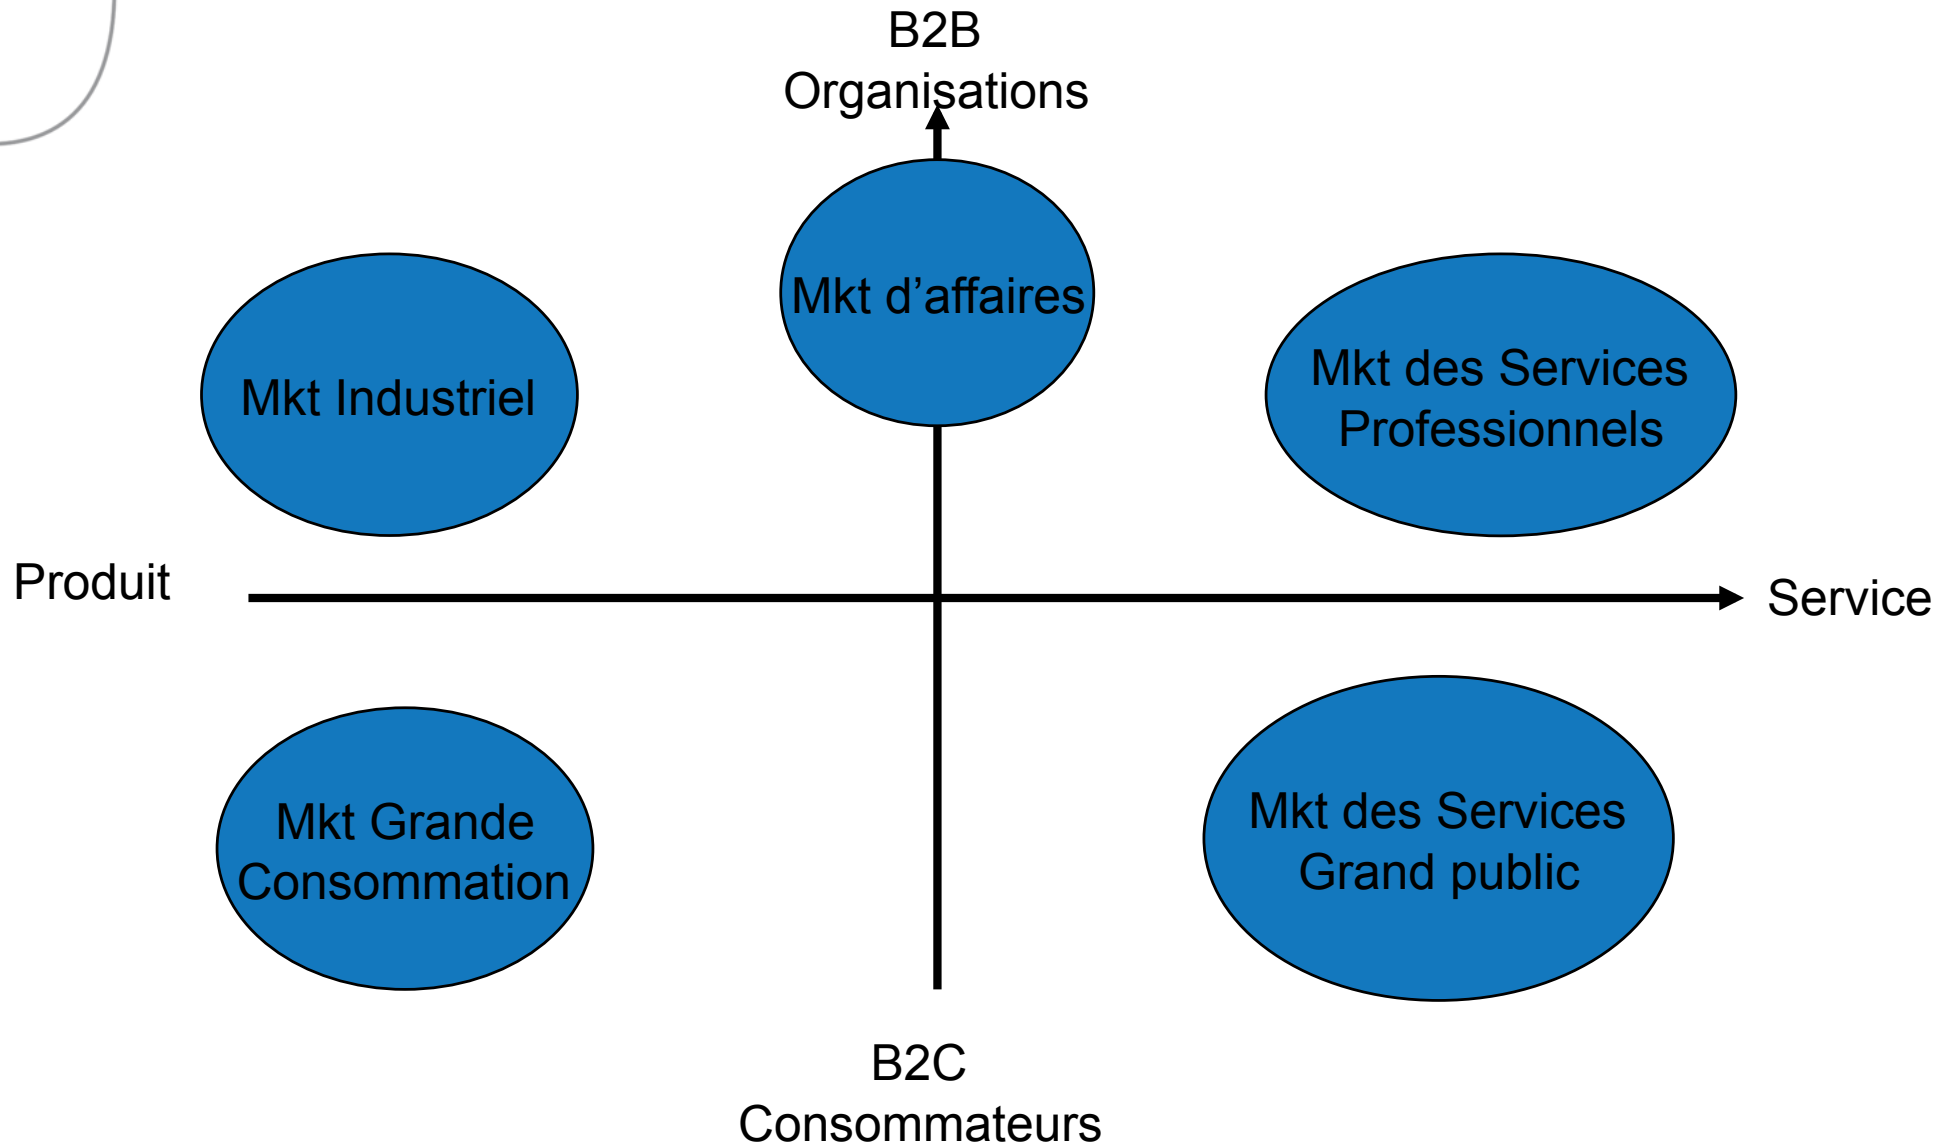 B2B
Organisations
Mkt d’affaires
Mkt Industriel
Mkt des Services
Professionnels
Produit
Service
Mkt Grande
Consommation
Mkt des Services
Grand public
B2C
Consommateurs